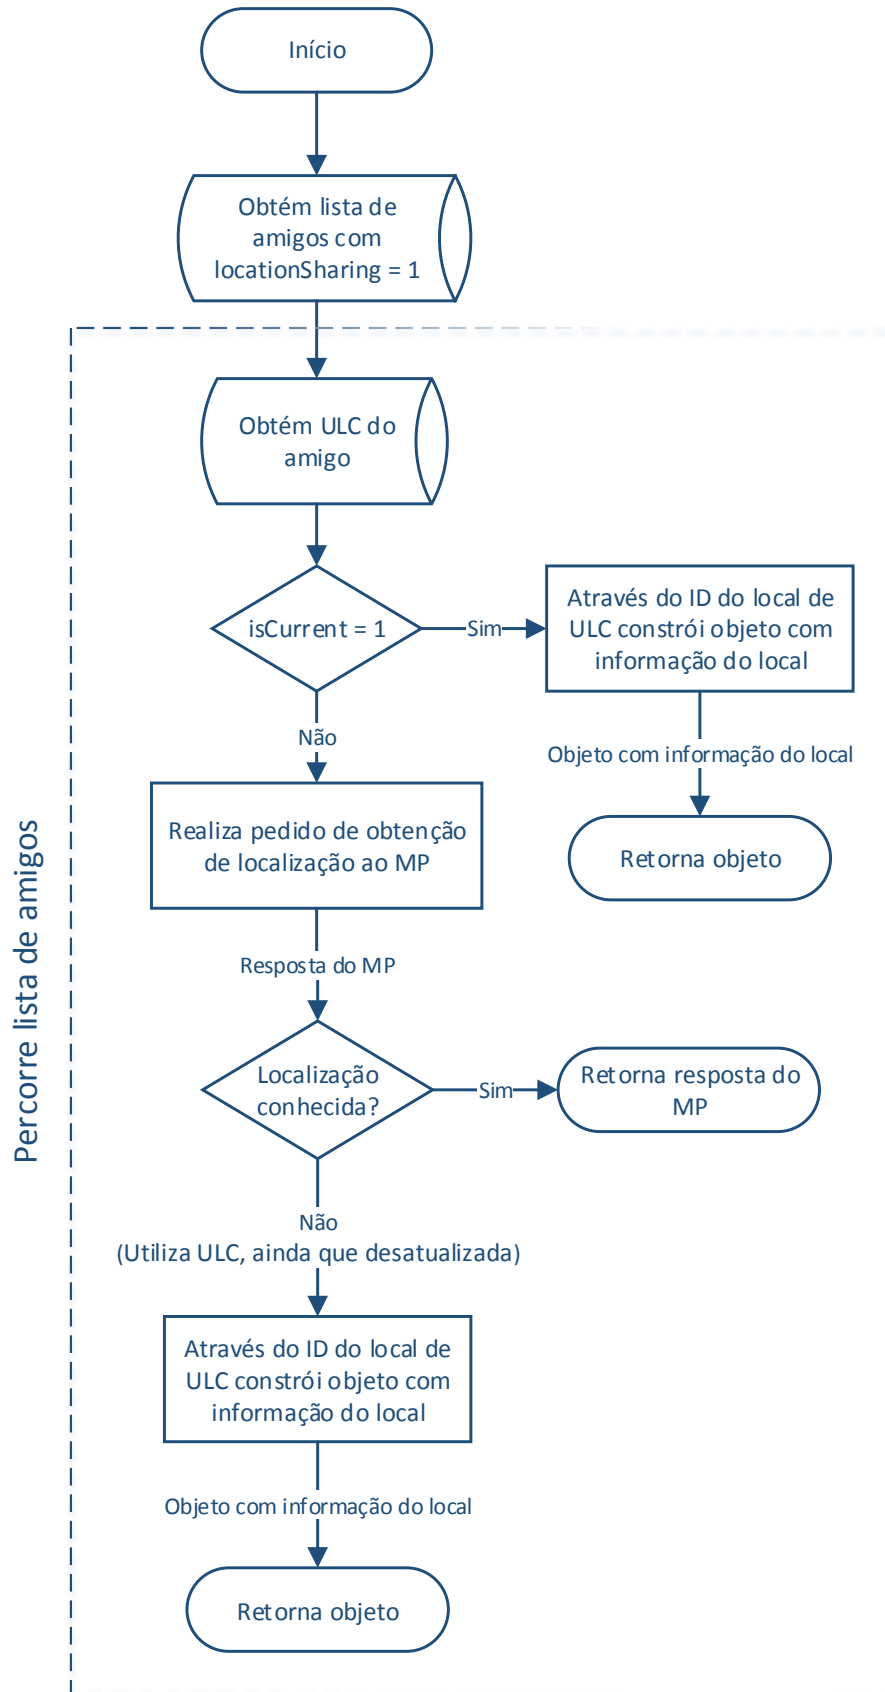 Início
Obtém lista de
amigos com
locationSharing = 1
Obtém ULC do
amigo
isCurrent = 1
Sim
Através do ID do local de
ULC constrói objeto com
informação do local
Não
Objeto com informação do local
Realiza pedido de obtenção
de localização ao MP
Retorna objeto
Percorre lista de amigos
Resposta do MP
Localização
conhecida?
Sim
Retorna resposta do
MP
Não
(Utiliza ULC, ainda que desatualizada)
Através do ID do local de
ULC constrói objeto com
informação do local
Objeto com informação do local
Retorna objeto